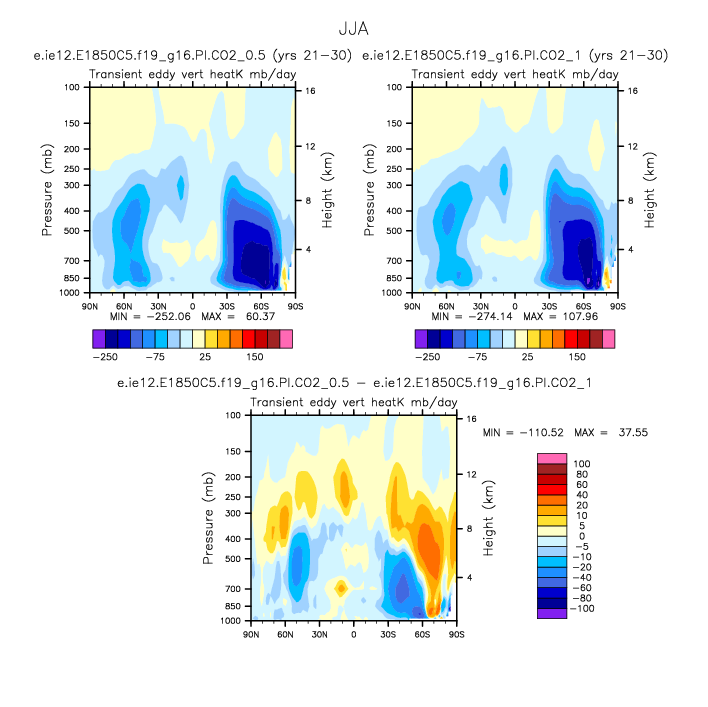 JJA
e.ie12.E1850C5.f19_g16.PI.CO2_0.5 (yrs 21-30) e.ie12.E1850C5.f19_g16.PI.CO2_1 (yrs 21-30)
Transient eddy vert heatK mb/day
Transient eddy vert heatK mb/day
Pressure (mb)
100
150
200
250
300
400
500
700
850
1000
16
12
8
4
Height (km)
90N 60N 30N 0 30S 60S 90S
MIN = -252.06 MAX = 60.37
-250 -75 25 150
Pressure (mb)
100
150
200
250
300
400
500
700
850
1000
16
12
8
4
Height (km)
90N 60N 30N 0 30S 60S 90S
MIN = -274.14 MAX = 107.96
-250 -75 25 150
e.ie12.E1850C5.f19_g16.PI.CO2_0.5 - e.ie12.E1850C5.f19_g16.PI.CO2_1
Transient eddy vert heatK mb/day
Pressure (mb)
100
150
200
250
300
400
500
700
850
1000
16
12
8
4
Height (km)
90N 60N 30N 0 30S 60S 90S
MIN = -110.52 MAX = 37.55
100
80
60
40
20
10
5
0
-5
-10
-20
-40
-60
-80
-100